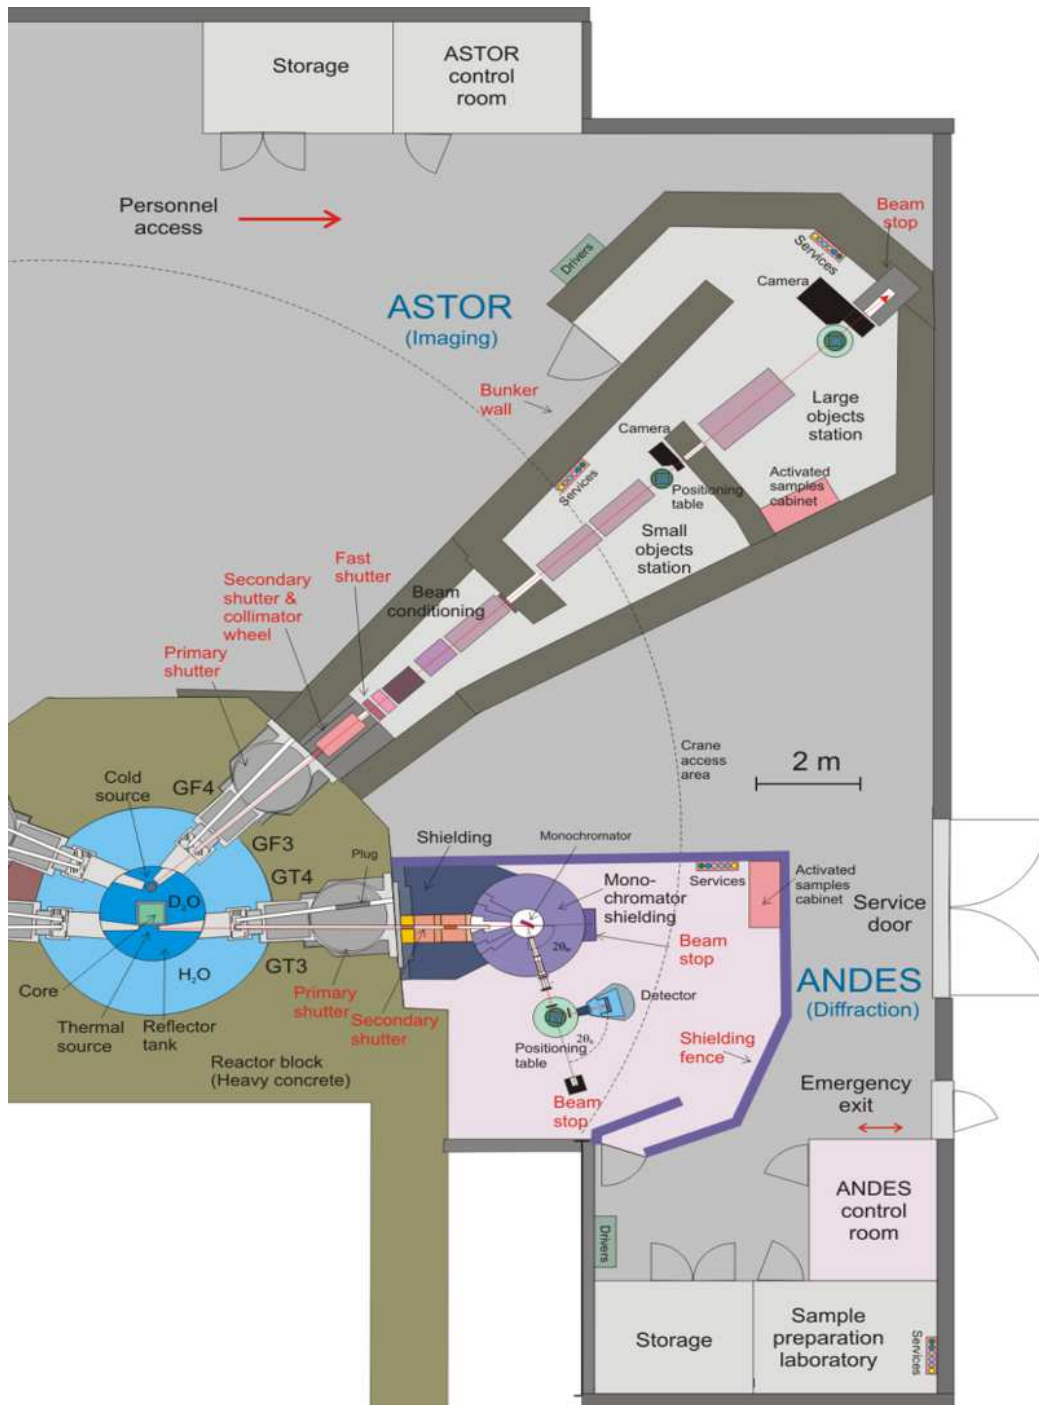 Storage
ASTOR
control
room
Personnel
access
Beam
stop
Services
Drivers
Camera
ASTOR
(Imaging)
Bunker
wall
Large
objects
station
Camera
Services
Positioning
table
Activated
samples
cabinet
Small
objects
station
Fast
shutter
Secondary
shutter &
collimator
wheel
Beam
conditioning
Primary
shutter
Crane
access
area
2 m
GF4
Cold
source
GF3
GT4
Plug
Shielding
Monochromator
Mono-
chromator
shielding
Services
Activated
samples
cabinet
Service
door
D₂O
H₂O
GT3
2θₘ
Beam
stop
ANDES
(Diffraction)
Core
Thermal
source
Reflector
tank
Primary
shutter
Secondary
shutter
Detector
Positioning
table
2θₛ
Shielding
fence
Reactor block
(Heavy concrete)
Beam
stop
Emergency
exit
ANDES
control
room
Drivers
Storage
Sample
preparation
laboratory
Services